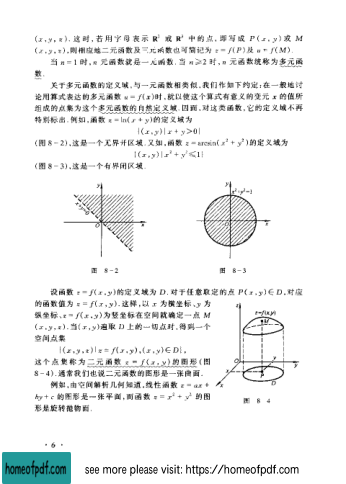 (x,y,z). 这时,若用字母表示 R² 或 R³ 中的点,即写成 P(x,y)或 M
(x,y,z),则相应地二元函数及三元函数也可简记为 z=f(P)及 u=f(M).
当 n=1 时,n 元函数就是一元函数.当 n≥2 时,n 元函数统称为多元函
数.
关于多元函数的定义域,与一元函数相类似,我们作如下约定:在一般地讨
论用算式表达的多元函数 u=f(x)时,就以使这个算式有意义的变元 x 的值所
组成的点集为这个多元函数的自然定义域.因而,对这类函数,它的定义域不再
特别标出.例如,函数 z=ln(x+y)的定义域为
{(x,y)|x+y>0}
(图 8-2),这是一个无界开区域.又如,函数 z=arcsin(x²+y²)的定义域为
{(x,y)|x²+y²≤1}
(图 8-3),这是一个有界闭区域.
y
x+y=0
O
x
y
x²+y²=1
O
x
图 8-2
图 8-3
设函数 z=f(x,y)的定义域为 D.对于任意取定的点 P(x,y)∈D,对应
的函数值为 z=f(x,y).这样,以 x 为横坐标、y 为
纵坐标、z=f(x,y)为竖坐标在空间就确定一点 M
(x,y,z).当(x,y)遍取 D 上的一切点时,得到一个
空间点集
{(x,y,z)|z=f(x,y),(x,y)∈D},
这个点集称为二元函数 z=f(x,y)的图形(图
8-4).通常我们也说二元函数的图形是一张曲面.
z
z=f(x,y)
M
O
y
x
D
例如,由空间解析几何知道,线性函数 z=ax+
by+c 的图形是一张平面,而函数 z=x²+y² 的图
形是旋转抛物面.
图 8 4
· 6 ·
homeofpdf.com
see more please visit: https://homeofpdf.com